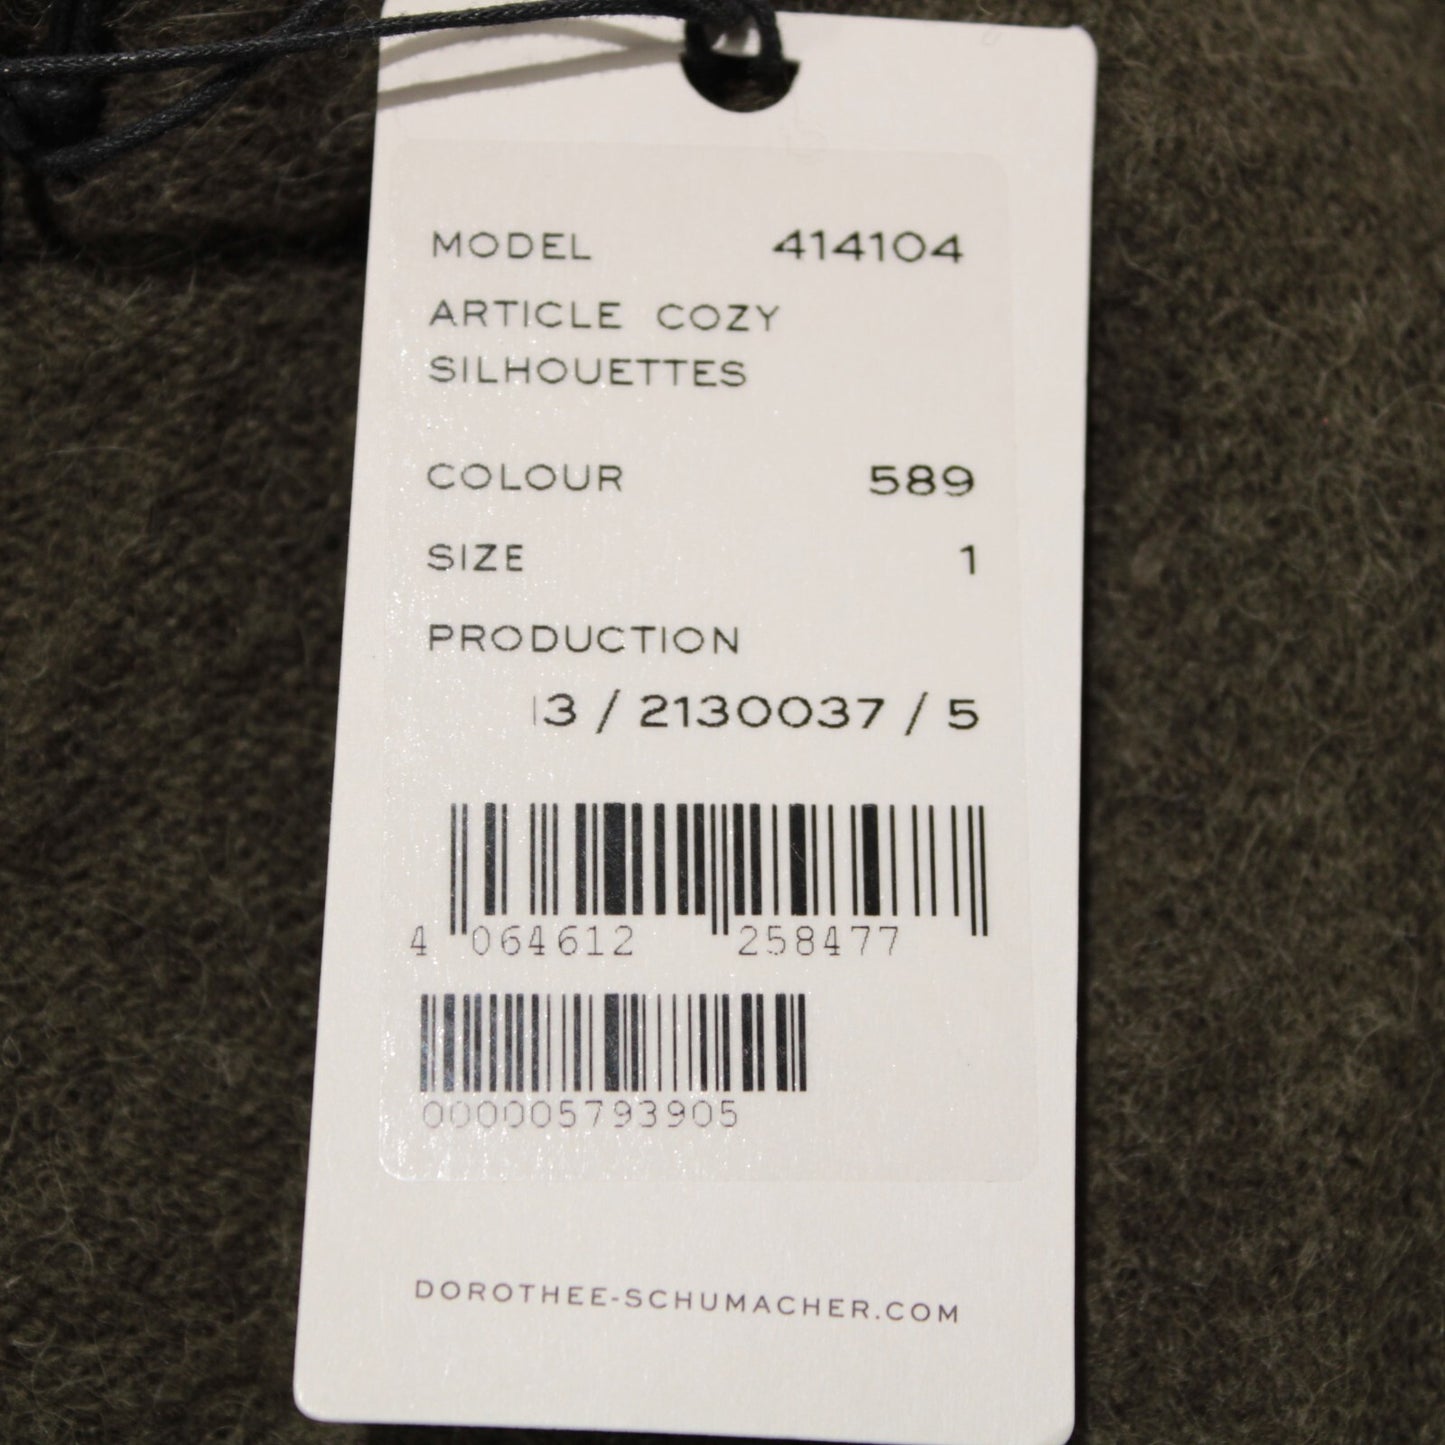 MODEL 414104
ARTICLE COZY
SILHOUETTES
COLOUR 589
SIZE 1
PRODUCTION
3 / 2130037 / 5
4 064612 258477
000005793905
DOROTHEE-SCHUMACHER.COM